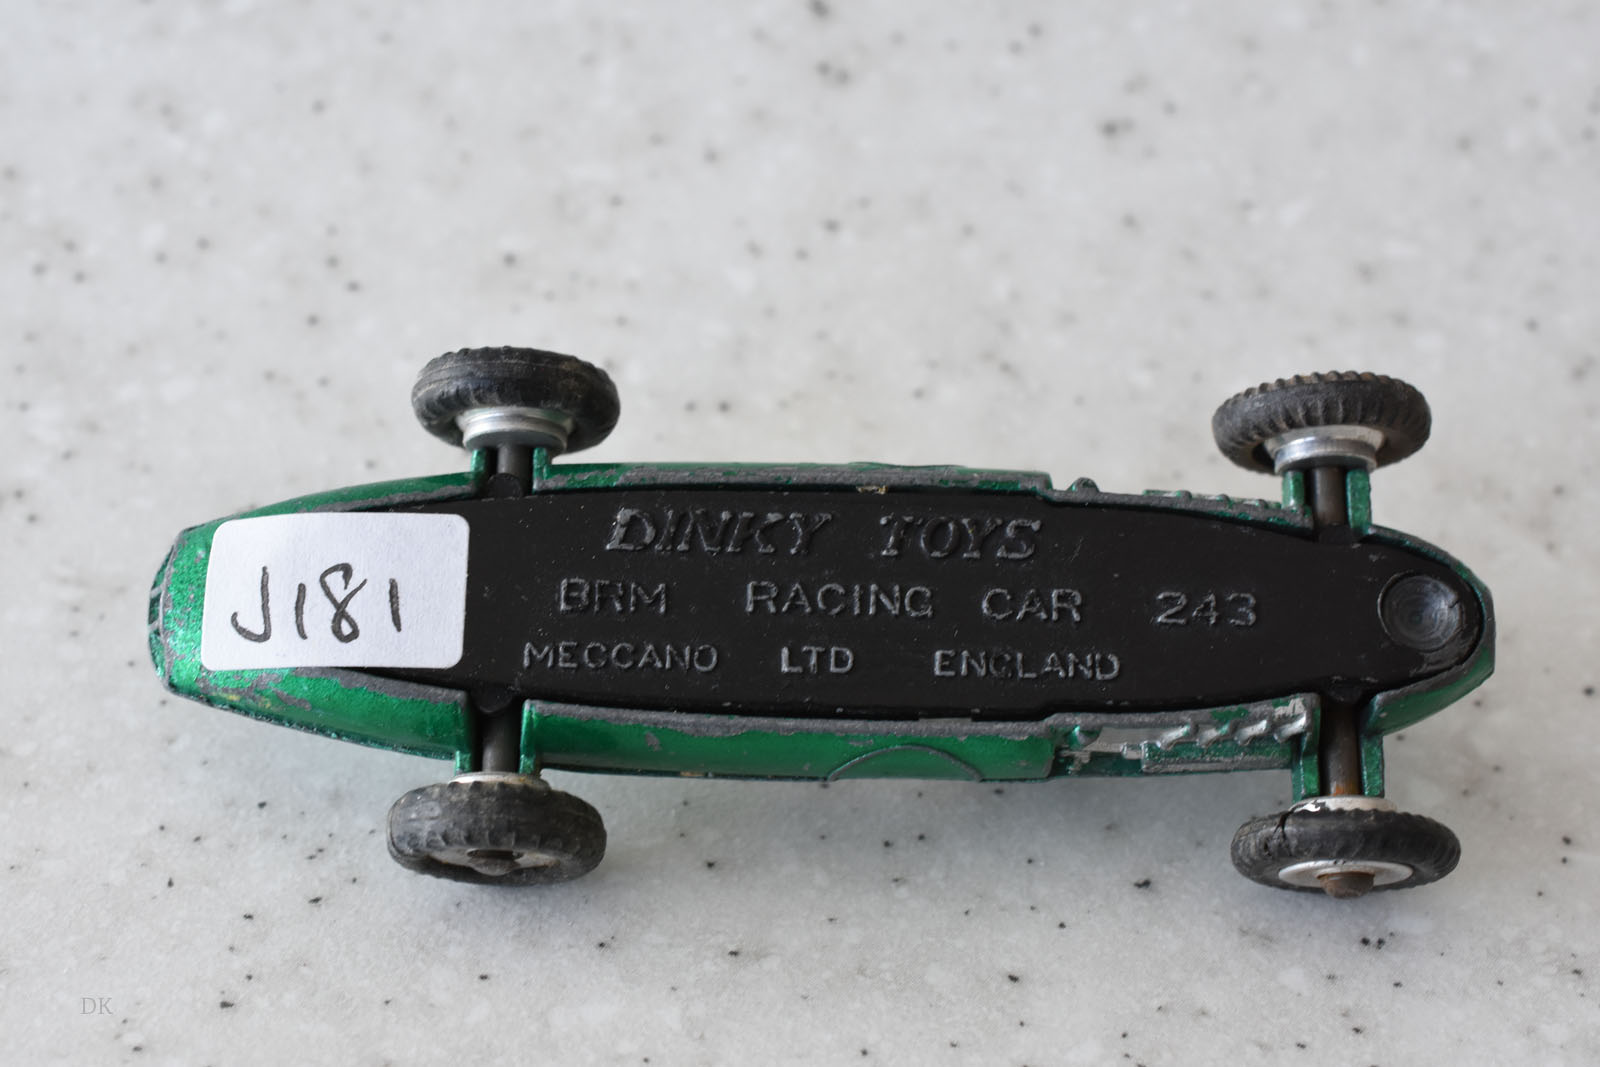 DINKY TOYS
BRM RACING CAR 243
MECCANO LTD ENGLAND
J181
DK